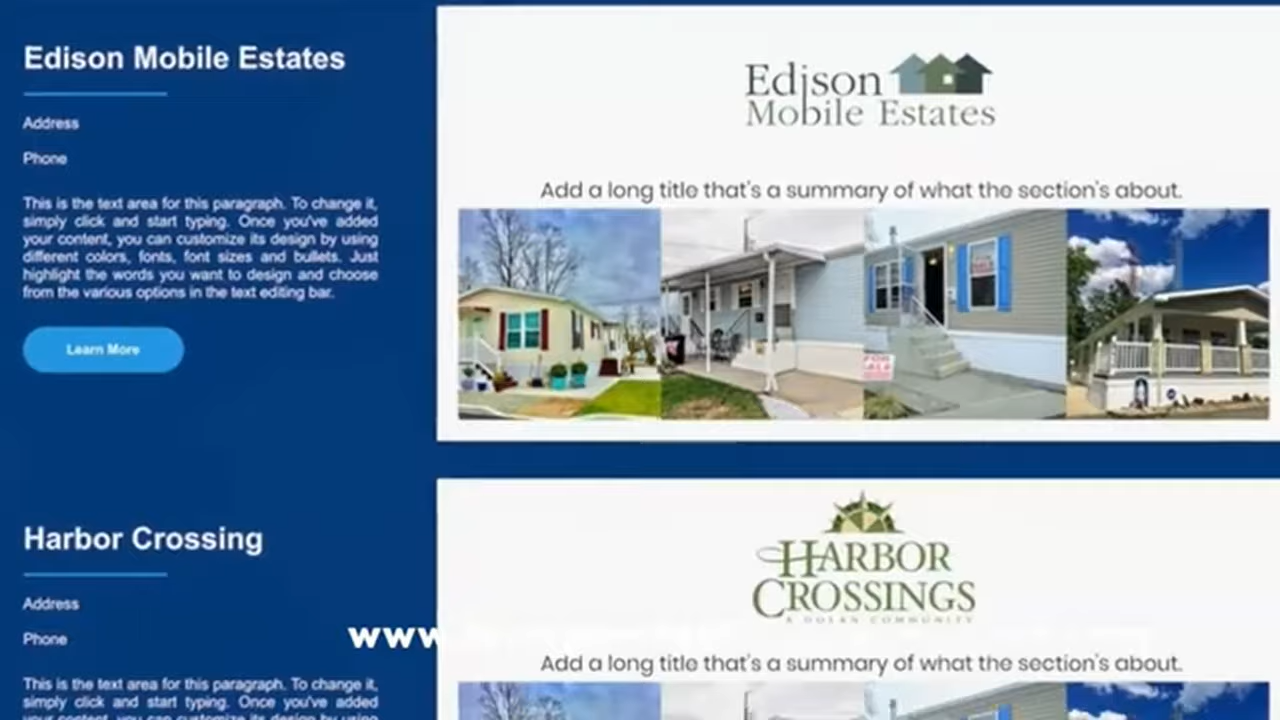 Edison Mobile Estates
Address
Phone
This is the text area for this paragraph. To change it,
simply click and start typing. Once you've added
your content, you can customize its design by using
different colors, fonts, font sizes and bullets. Just
highlight the words you want to design and choose
from the various options in the text editing bar.
Learn More
Edison
Mobile Estates
Add a long title that's a summary of what the section's about.
FOR
SALE
Harbor Crossing
Address
Phone
This is the text area for this paragraph. To change it,
simply click and start typing. Once you've added
HARBOR
CROSSINGS
A DOLAN COMMUNITY
www
Add a long title that's a summary of what the section's about.